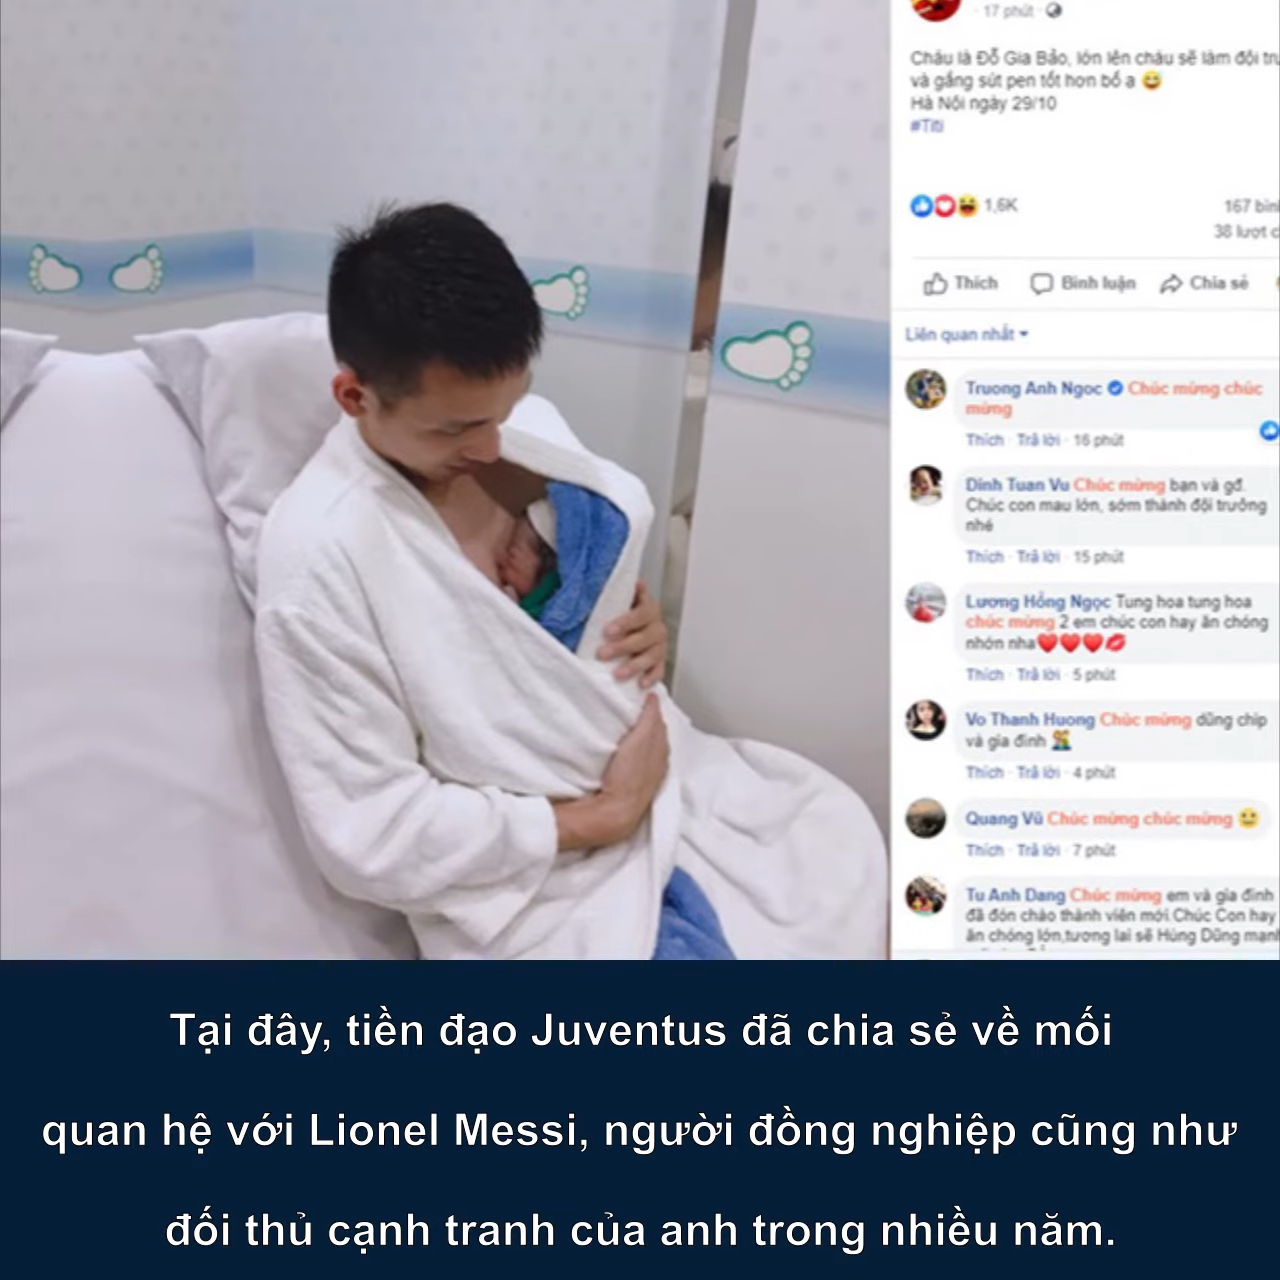 17 phút
Cháu là Đỗ Gia Bảo, lớn lên cháu sẽ làm đội
và gắng sút pen tốt hơn bố ạ 😄
Hà Nội ngày 29/10
#Titi
1,6K
167
38 lượt
Thích Bình luận Chia sẻ
Liên quan nhất
Truong Anh Ngoc Chúc mừng chúc
mừng
Thích · Trả lời · 16 phút
Dinh Tuan Vu Chúc mừng bạn và gđ.
Chúc con mau lớn, sớm thành đội trưởng
nhé
Thích · Trả lời · 15 phút
Lương Hồng Ngọc Tung hoa tung hoa
chúc mừng 2 em chúc con hay ăn chóng
nhớn nha❤❤❤💋
Thích · Trả lời · 5 phút
Vo Thanh Huong Chúc mừng dũng chip
và gia đình
Thích · Trả lời · 4 phút
Quang Vũ Chúc mừng chúc mừng 😃
Thích · Trả lời · 7 phút
Tu Anh Dang Chúc mừng em và gia đình
đã đón chào thành viên mới.Chúc Con hay
ăn chóng lớn,tương lai sẽ Hùng Dũng mạnh
Tại đây, tiền đạo Juventus đã chia sẻ về mối
quan hệ với Lionel Messi, người đồng nghiệp cũng như
đối thủ cạnh tranh của anh trong nhiều năm.